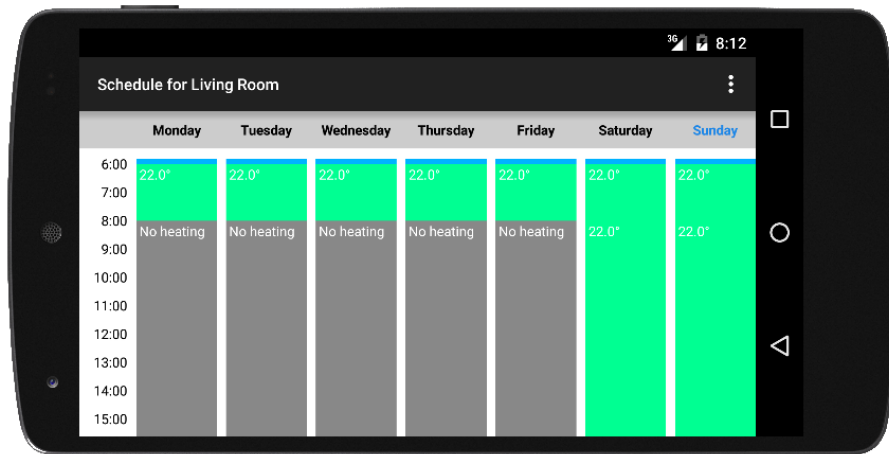 3G 8:12
Schedule for Living Room
Monday Tuesday Wednesday Thursday Friday Saturday Sunday
6:00
22.0° 22.0° 22.0° 22.0° 22.0° 22.0° 22.0°
7:00
8:00
No heating No heating No heating No heating No heating 22.0° 22.0°
9:00
10:00
11:00
12:00
13:00
14:00
15:00